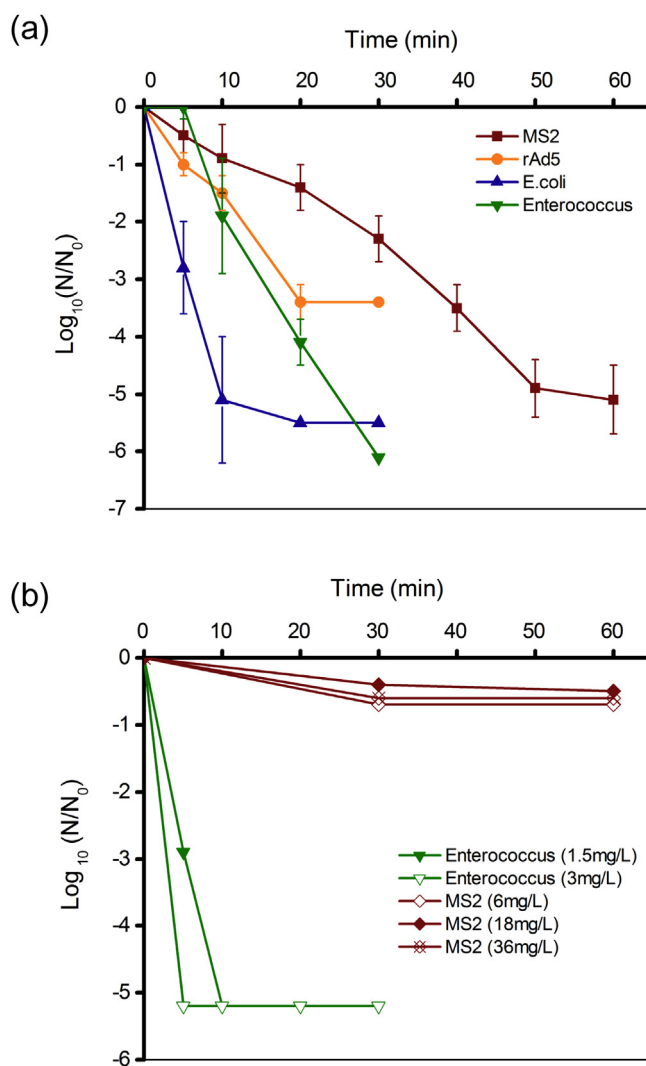 (a)
Time (min)
0 10 20 30 40 50 60
0
-1
-2
-3
-4
-5
-6
-7
Log₁₀(N/N₀)
MS2
rAd5
E.coli
Enterococcus
(b)
Time (min)
0 10 20 30 40 50 60
0
-1
-2
-3
-4
-5
-6
Log₁₀ (N/N₀)
Enterococcus (1.5mg/L)
Enterococcus (3mg/L)
MS2 (6mg/L)
MS2 (18mg/L)
MS2 (36mg/L)